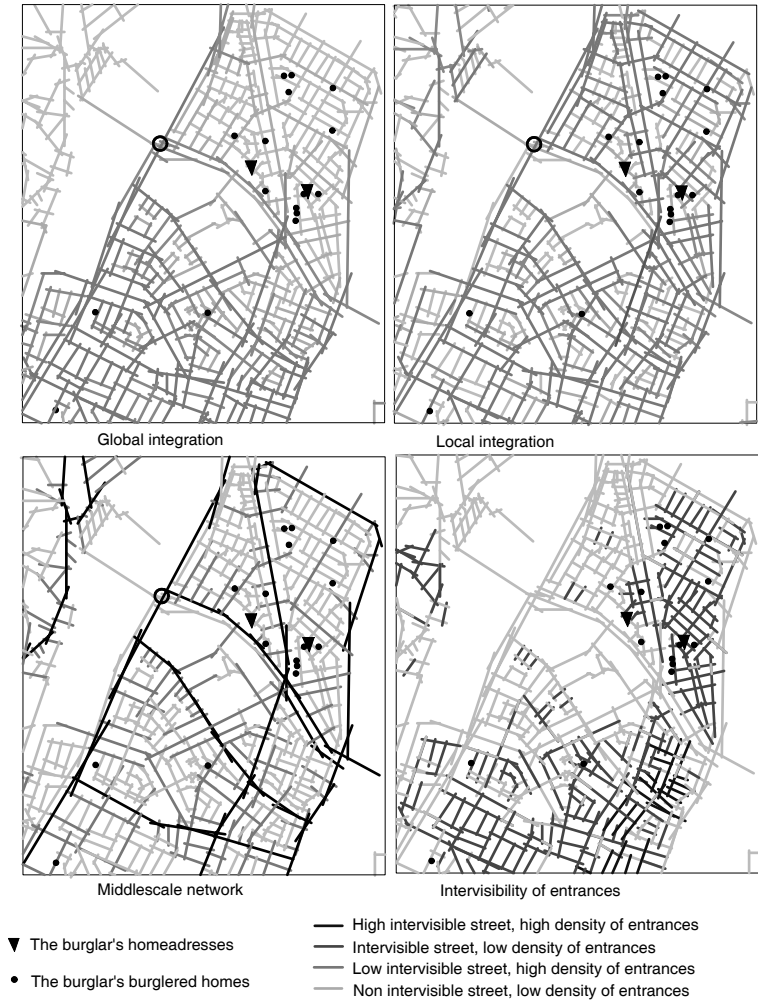 Global integration
Local integration
Middlescale network
Intervisibility of entrances
The burglar's homeadresses
The burglar's burglered homes
High intervisible street, high density of entrances
Intervisible street, low density of entrances
Low intervisible street, high density of entrances
Non intervisible street, low density of entrances